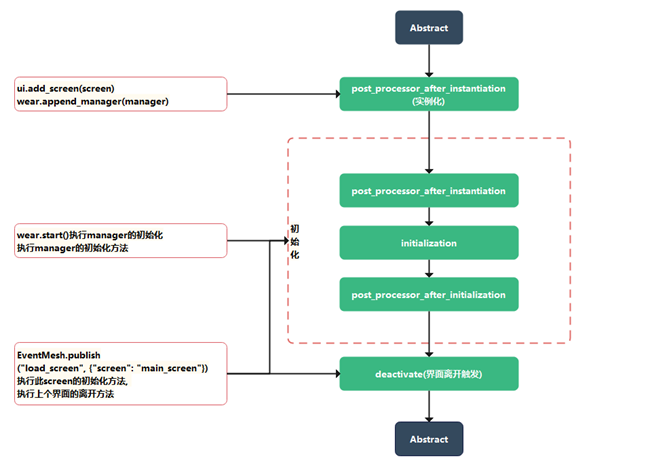 Abstract
ui.add_screen(screen)
wear.append_manager(manager)
post_processor_after_instantiation
(实例化)
初
始
化
post_processor_after_instantiation
wear.start()执行manager的初始化
执行manager的初始化方法
initialization
post_processor_after_initialization
EventMesh.publish
("load_screen", {"screen": "main_screen"})
执行此screen的初始化方法,
执行上个界面的离开方法
deactivate(界面离开触发)
Abstract